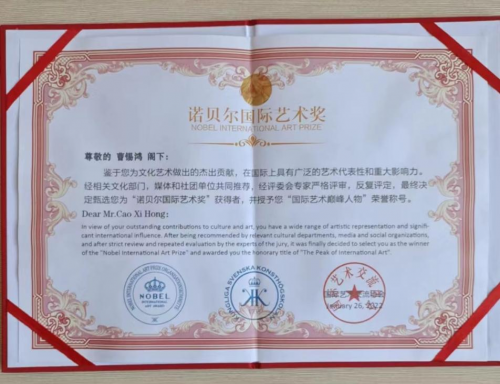 诺贝尔国际艺术奖
NOBEL INTERNATIONAL ART PRIZE
尊敬的 曹惕鸿 阁下：
鉴于您为文化艺术做出的杰出贡献，在国际上具有广泛的艺术代表性和重大影响力。
经相关文化部门，媒体和社团单位共同推荐，经评委会专家严格评审，反复评定，最终决
定甄选您为“诺贝尔国际艺术奖”获得者，并授予您“国际艺术巅峰人物”荣誉称号。
Dear Mr.Cao Xi Hong:
In view of your outstanding contributions to culture and art, you have a wide range of artistic representation and signifi-
cant international influence. After being recommended by relevant cultural departments, media and social organizations,
and after strict review and repeated evaluation by the experts of the jury, it was finally decided to select you as the winner
of the "Nobel International Art Prize" and awarded you the honorary title of "The Peak of International Art".
NOBEL
艺术交流
国际艺术交流